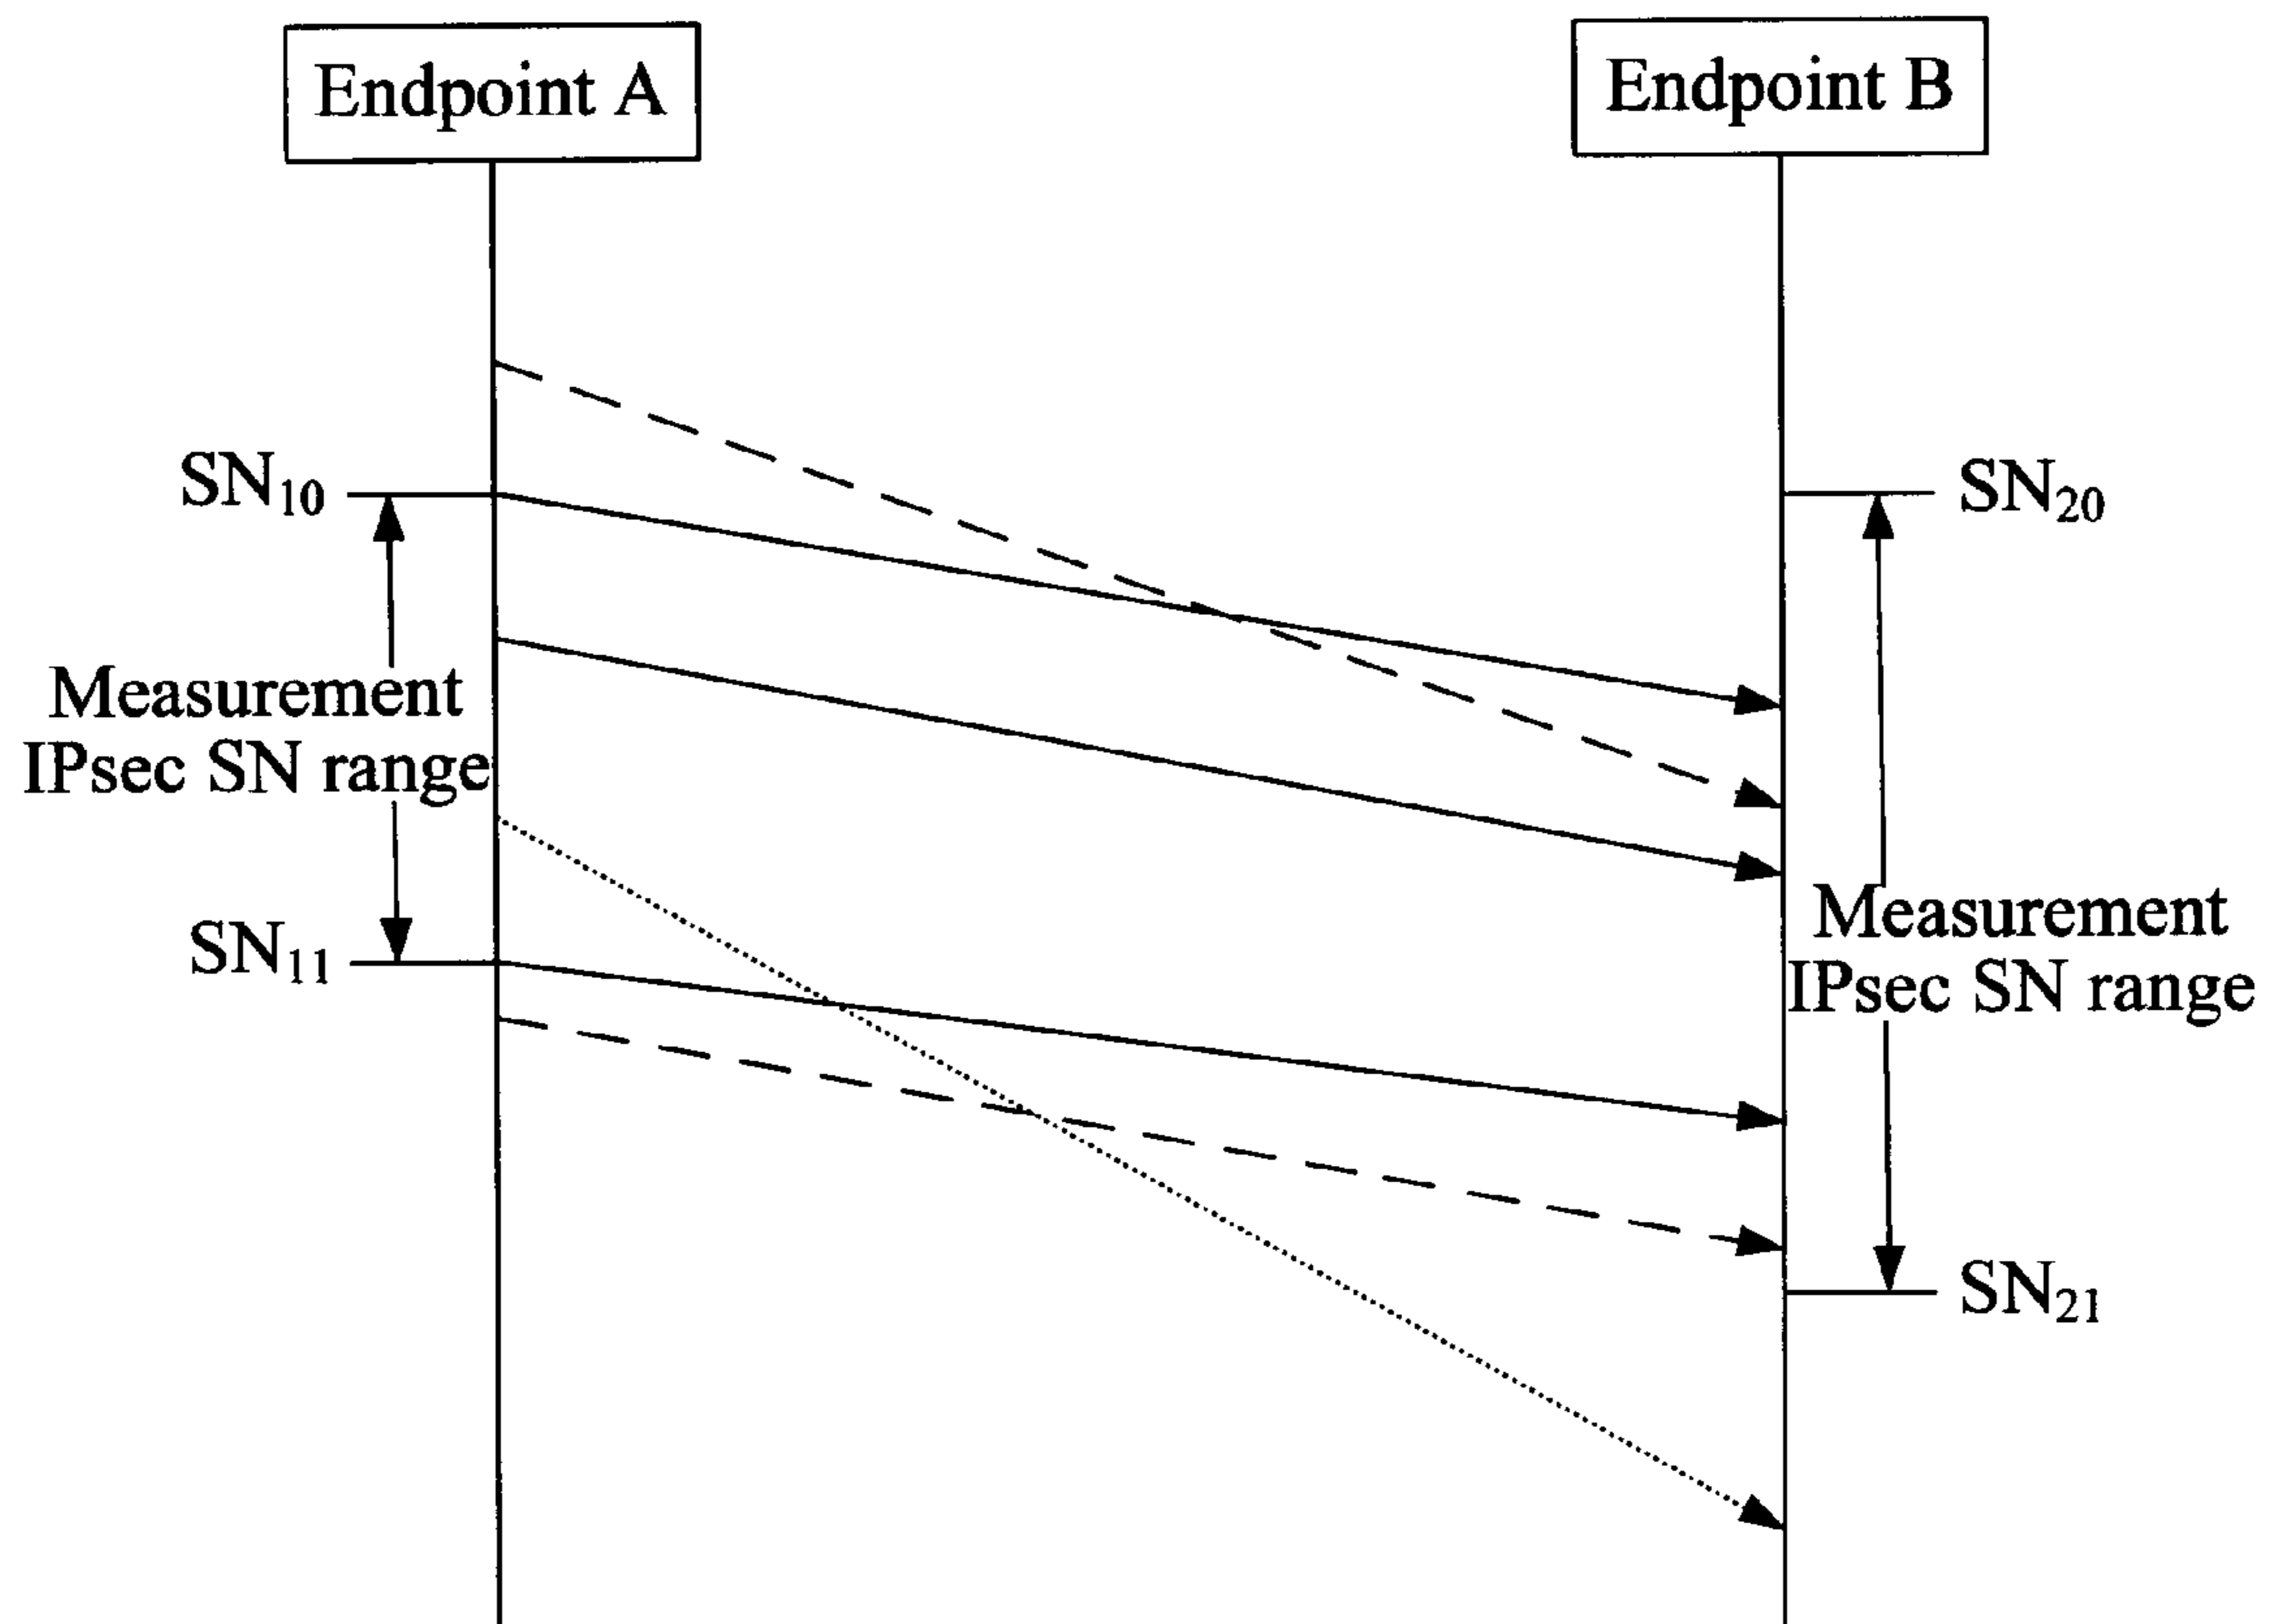 Endpoint A
Endpoint B
SN10
SN20
Measurement
IPsec SN range
SN11
Measurement
IPsec SN range
SN21